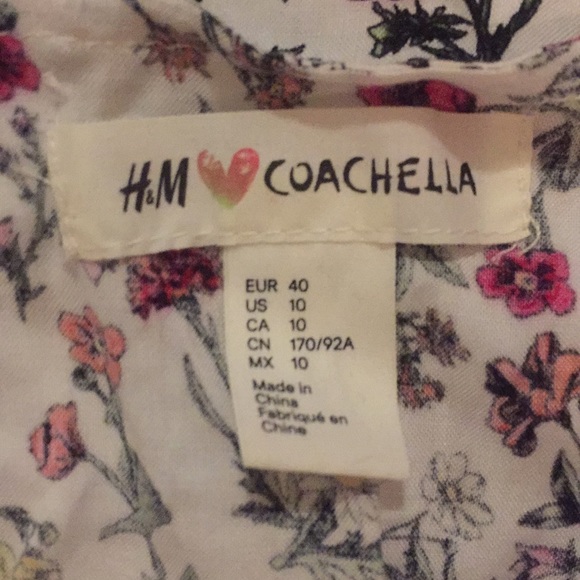 H&M COACHELLA
EUR 40
US 10
CA 10
CN 170/92A
MX 10
Made in
China
Fabriqué en
Chine